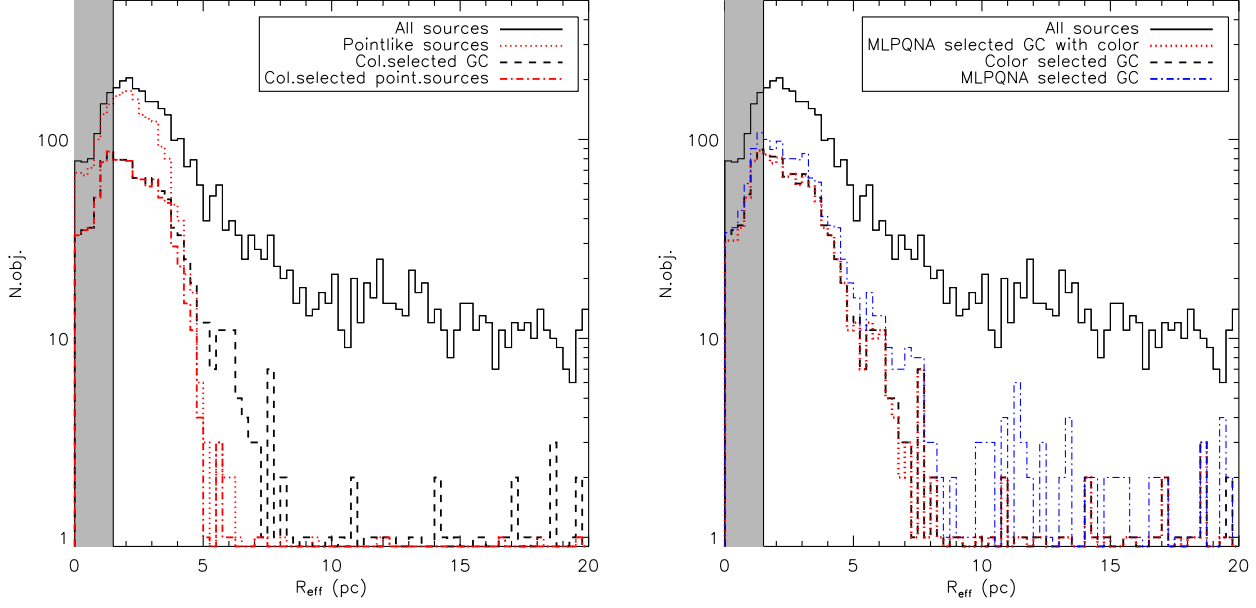 All sources
Pointlike sources
Col.selected GC
Col.selected point.sources
100
10
1
N.obj.
0 5 10 15 20
R_eff (pc)
All sources
MLPQNA selected GC with color
Color selected GC
MLPQNA selected GC
100
10
1
N.obj.
0 5 10 15 20
R_eff (pc)